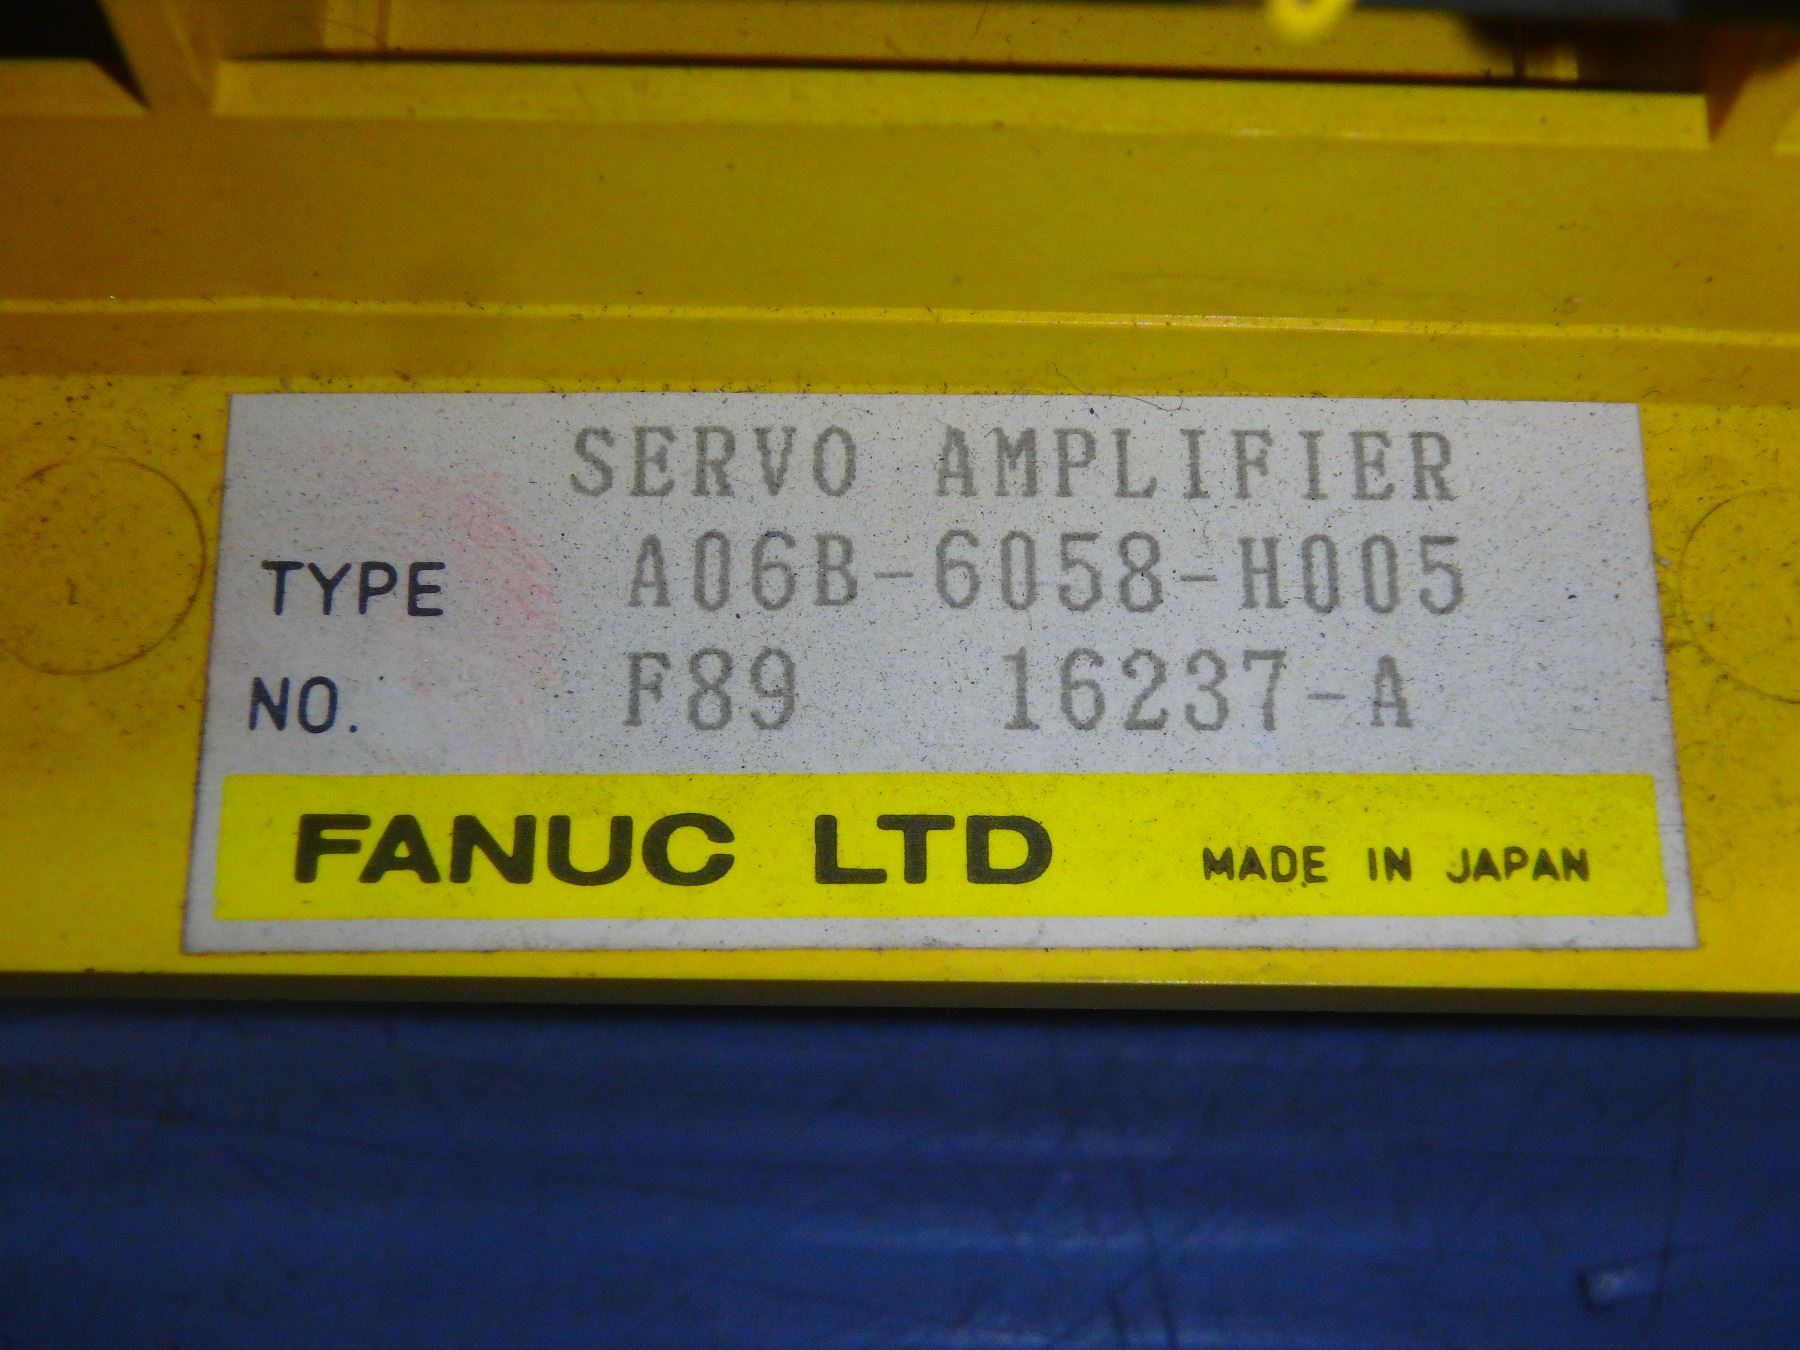 SERVO AMPLIFIER
TYPE A06B-6058-H005
NO. F89 16237-A
FANUC LTD MADE IN JAPAN